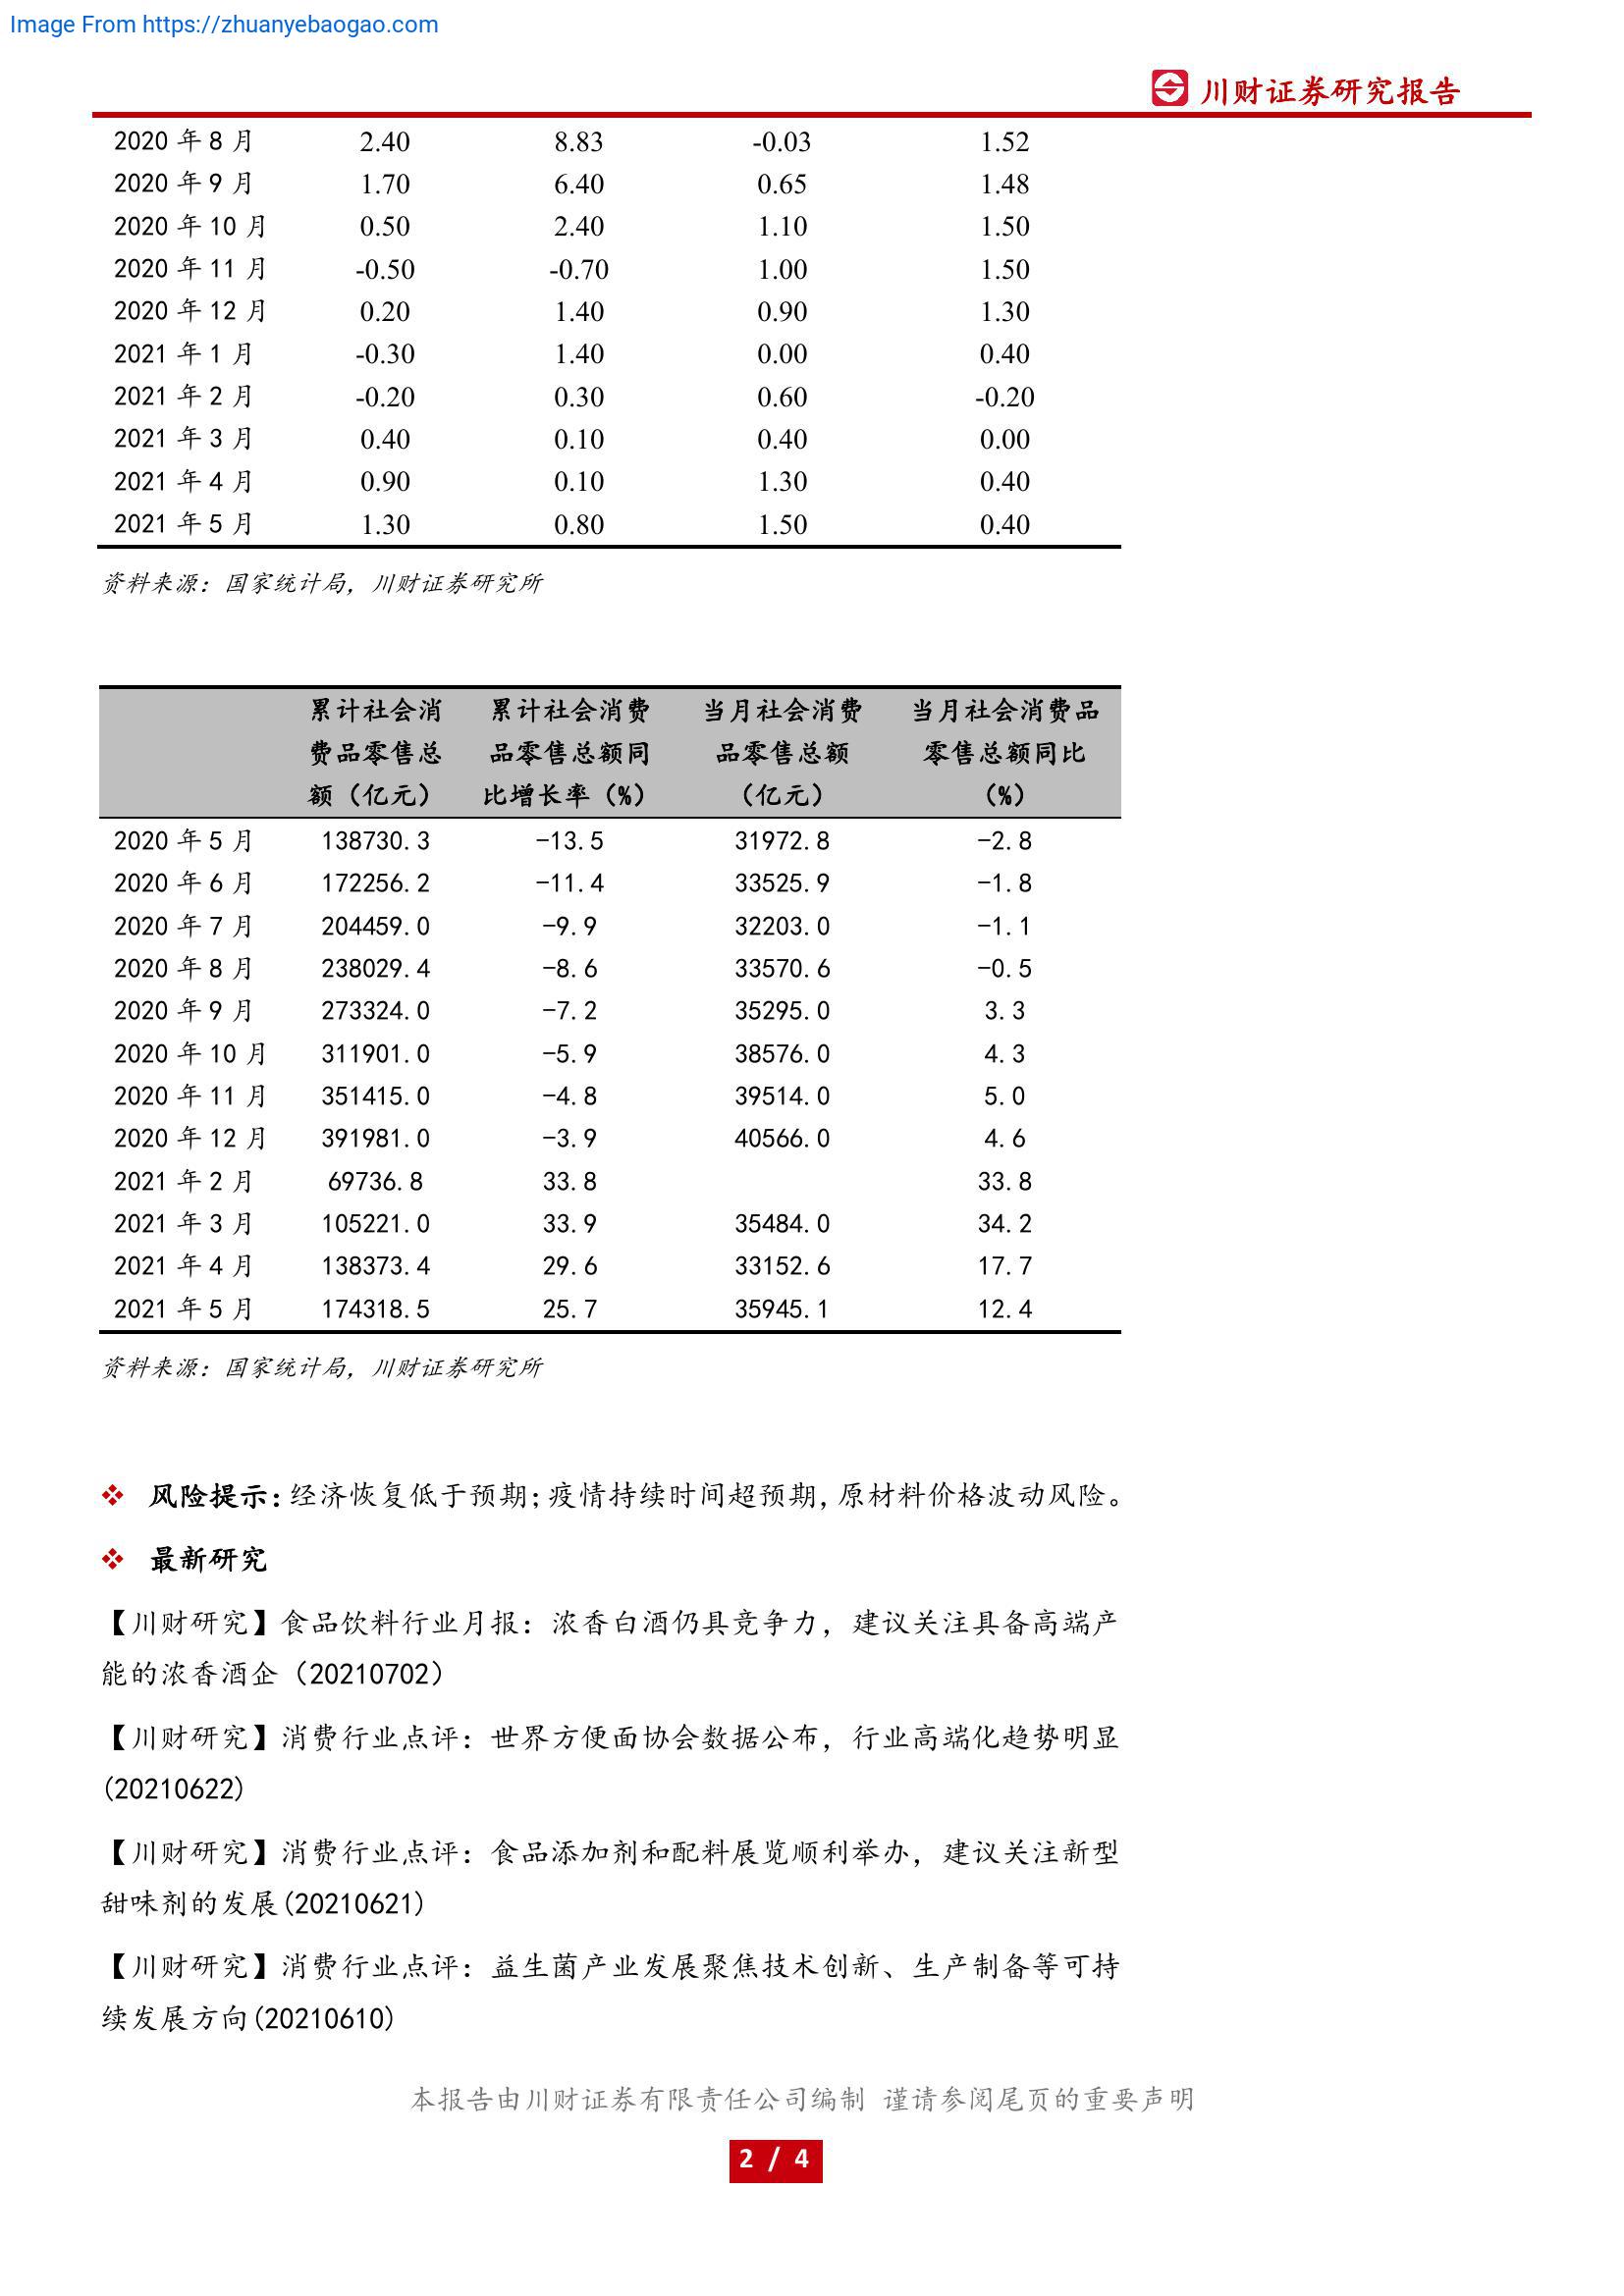 Image From https://zhuanyebaogao.com
川财证券研究报告
2020 年 8 月 2.40 8.83 -0.03 1.52
2020 年 9 月 1.70 6.40 0.65 1.48
2020 年 10 月 0.50 2.40 1.10 1.50
2020 年 11 月 -0.50 -0.70 1.00 1.50
2020 年 12 月 0.20 1.40 0.90 1.30
2021 年 1 月 -0.30 1.40 0.00 0.40
2021 年 2 月 -0.20 0.30 0.60 -0.20
2021 年 3 月 0.40 0.10 0.40 0.00
2021 年 4 月 0.90 0.10 1.30 0.40
2021 年 5 月 1.30 0.80 1.50 0.40
资料来源：国家统计局，川财证券研究所
累计社会消 累计社会消费 当月社会消费 当月社会消费品
费品零售总 品零售总额同 品零售总额 零售总额同比
额（亿元） 比增长率（%） （亿元） （%）
2020 年 5 月 138730.3 -13.5 31972.8 -2.8
2020 年 6 月 172256.2 -11.4 33525.9 -1.8
2020 年 7 月 204459.0 -9.9 32203.0 -1.1
2020 年 8 月 238029.4 -8.6 33570.6 -0.5
2020 年 9 月 273324.0 -7.2 35295.0 3.3
2020 年 10 月 311901.0 -5.9 38576.0 4.3
2020 年 11 月 351415.0 -4.8 39514.0 5.0
2020 年 12 月 391981.0 -3.9 40566.0 4.6
2021 年 2 月 69736.8 33.8 33.8
2021 年 3 月 105221.0 33.9 35484.0 34.2
2021 年 4 月 138373.4 29.6 33152.6 17.7
2021 年 5 月 174318.5 25.7 35945.1 12.4
资料来源：国家统计局，川财证券研究所
❖ 风险提示：经济恢复低于预期；疫情持续时间超预期，原材料价格波动风险。
❖ 最新研究
【川财研究】食品饮料行业月报：浓香白酒仍具竞争力，建议关注具备高端产
能的浓香酒企（20210702）
【川财研究】消费行业点评：世界方便面协会数据公布，行业高端化趋势明显
(20210622)
【川财研究】消费行业点评：食品添加剂和配料展览顺利举办，建议关注新型
甜味剂的发展(20210621)
【川财研究】消费行业点评：益生菌产业发展聚焦技术创新、生产制备等可持
续发展方向(20210610)
本报告由川财证券有限责任公司编制 谨请参阅尾页的重要声明
2 / 4